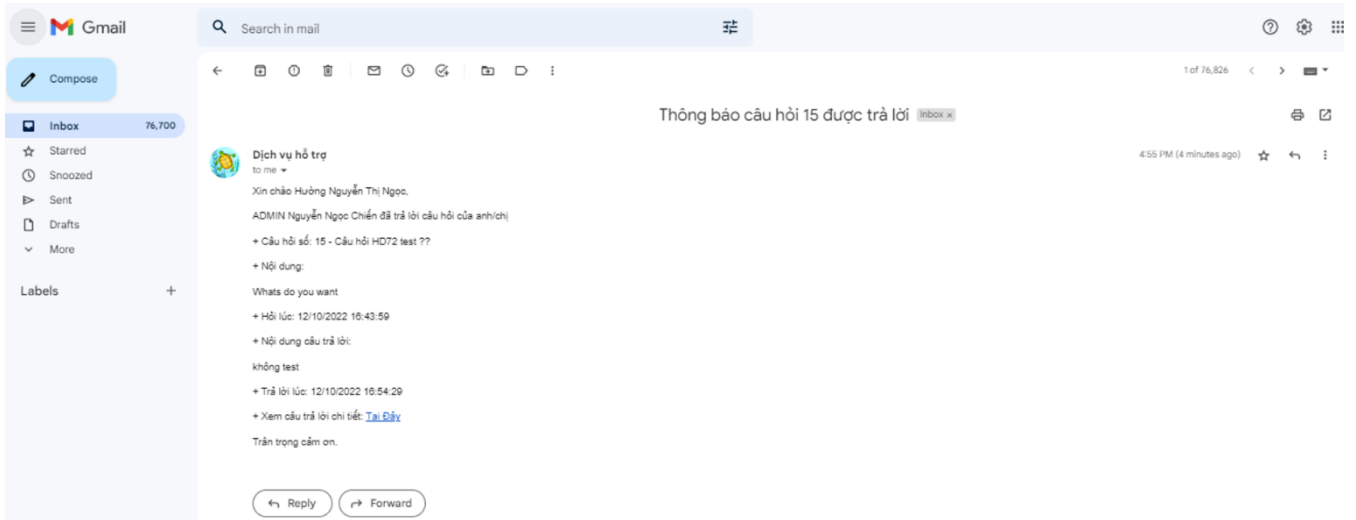 Gmail
Search in mail
Compose
1 of 76,826
Inbox 76,700
Starred
Snoozed
Sent
Drafts
More
Labels
Thông báo câu hỏi 15 được trả lời Inbox x
Dịch vụ hỗ trợ
4:55 PM (4 minutes ago)
to me
Xin chào Hường Nguyễn Thị Ngọc,
ADMIN Nguyễn Ngọc Chiến đã trả lời câu hỏi của anh/chị
+ Câu hỏi số: 15 - Câu hỏi HD72 test ??
+ Nội dung:
Whats do you want
+ Hỏi lúc: 12/10/2022 16:43:59
+ Nội dung câu trả lời:
không test
+ Trả lời lúc: 12/10/2022 16:54:29
+ Xem câu trả lời chi tiết: Tại Đây
Trân trọng cảm ơn.
Reply
Forward